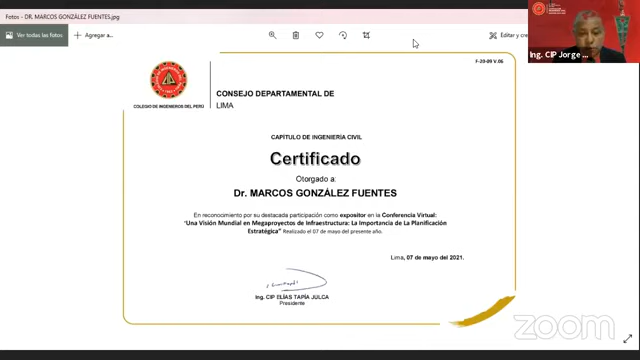 Fotos - DR. MARCOS GONZÁLEZ FUENTES.jpg
Ver todas las fotos
Agregar a...
Editar y cre
Ing. CIP Jorge
F-29-09 V.06
COLEGIO DE INGENIEROS DEL PERÚ
CONSEJO DEPARTAMENTAL DE
LIMA
CAPÍTULO DE INGENIERÍA CIVIL
Certificado
Otorgado a:
Dr. MARCOS GONZÁLEZ FUENTES
En reconocimiento por su destacada participación como expositor en la Conferencia Virtual:
"Una Visión Mundial en Megaproyectos de Infraestructura: La Importancia de La Planificación
Estratégica" Realizado el 07 de mayo del presente año.
Lima, 07 de mayo del 2021.
Ing. CIP ELÍAS TAPIA JULCA
Presidente
zoom